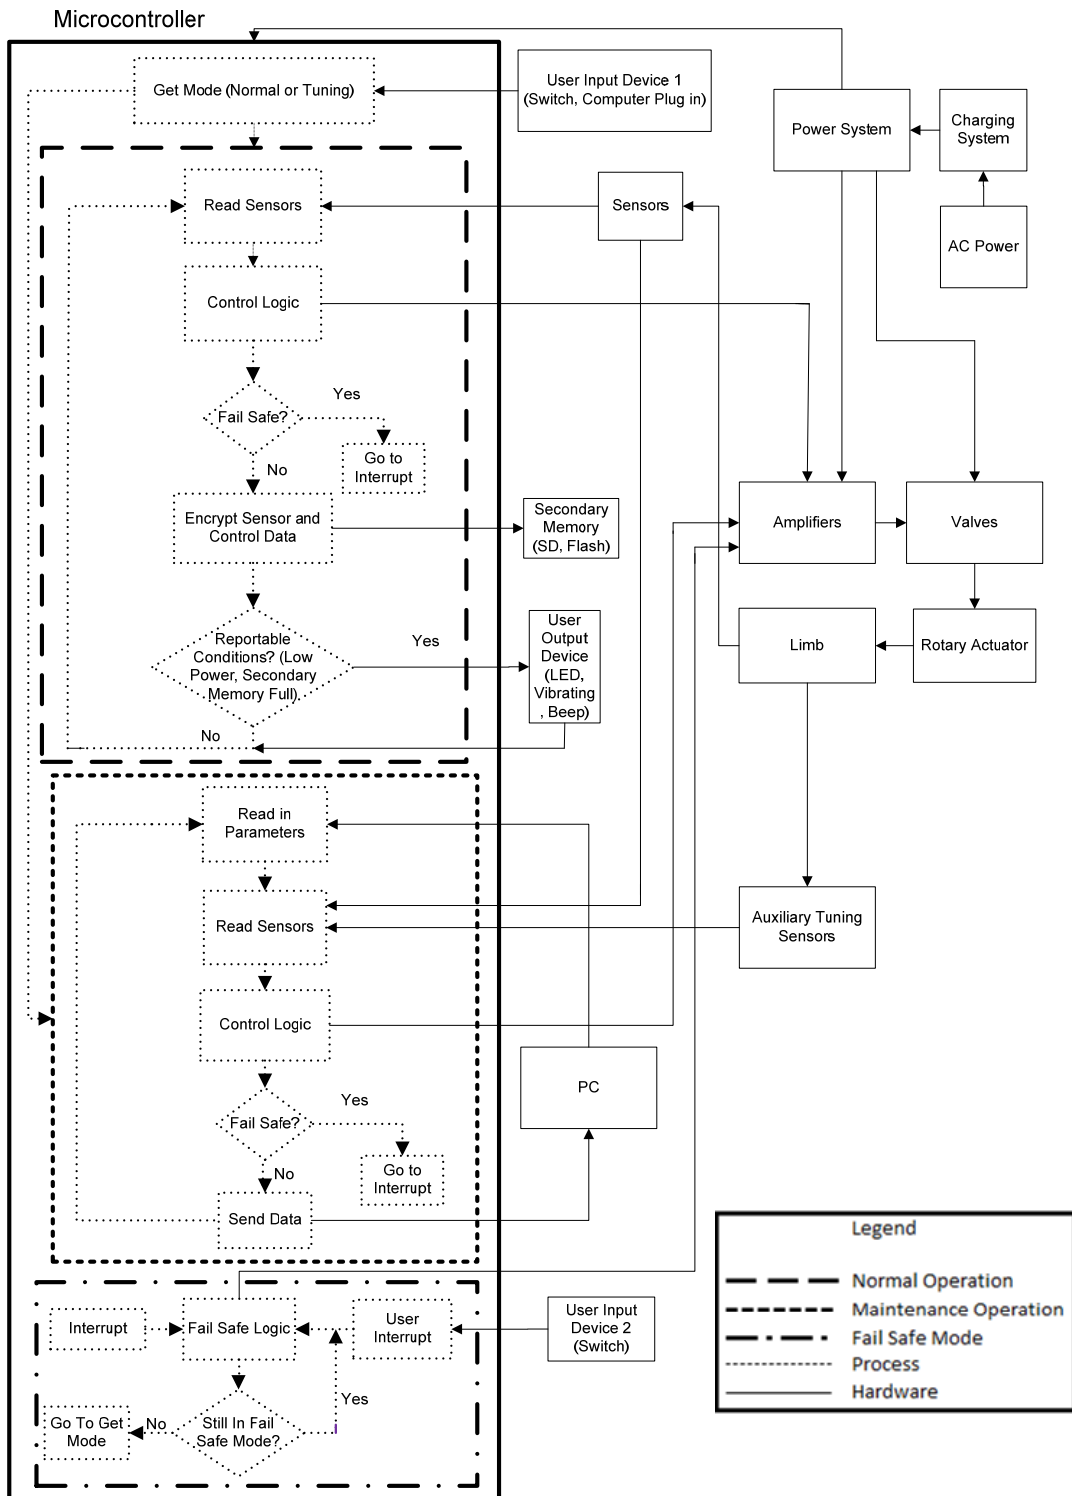 Microcontroller
Get Mode (Normal or Tuning)
User Input Device 1
(Switch, Computer Plug in)
Power System
Charging
System
AC Power
Read Sensors
Sensors
Control Logic
Fail Safe?
Yes
Go to
Interrupt
No
Encrypt Sensor and
Control Data
Secondary
Memory
(SD, Flash)
Amplifiers
Valves
Reportable
Conditions? (Low
Power, Secondary
Memory Full)
Yes
User
Output
Device
(LED,
Vibrating
, Beep)
Limb
Rotary Actuator
No
Read in
Parameters
Read Sensors
Auxiliary Tuning
Sensors
Control Logic
PC
Fail Safe?
Yes
Go to
Interrupt
No
Send Data
Interrupt
Fail Safe Logic
User
Interrupt
User Input
Device 2
(Switch)
Yes
Still In Fail
Safe Mode?
No
Go To Get
Mode
Legend
Normal Operation
Maintenance Operation
Fail Safe Mode
Process
Hardware